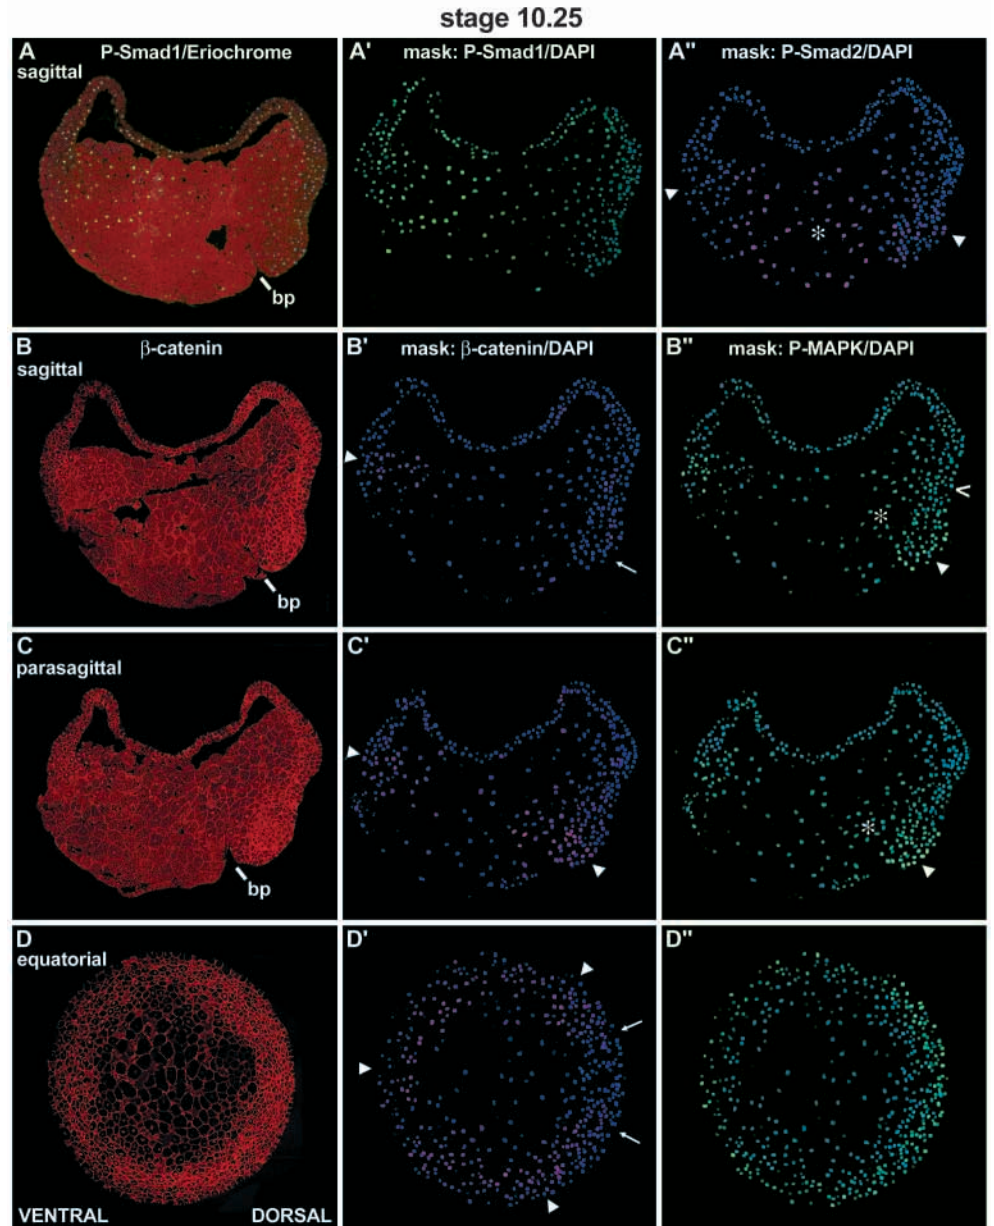 stage 10.25
A P-Smad1/Eriochrome
sagittal
bp
A' mask: P-Smad1/DAPI
A" mask: P-Smad2/DAPI
*
B β-catenin
sagittal
bp
B' mask: β-catenin/DAPI
B" mask: P-MAPK/DAPI
*
<
C
parasagittal
bp
C'
C"
*
D
equatorial
VENTRAL DORSAL
D'
D"